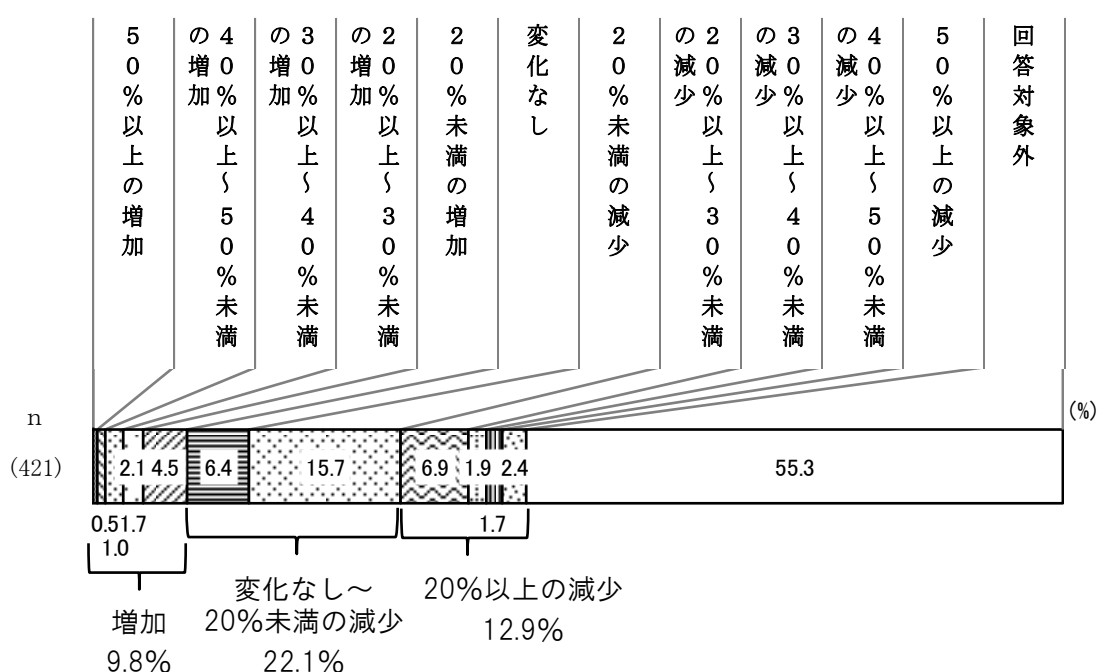 50%以上の増加
40%以上～50%未満
の増加
30%以上～40%未満
の増加
20%以上～30%未満
の増加
20%未満の増加
変化なし
20%未満の減少
20%以上～30%未満
の減少
30%以上～40%未満
の減少
40%以上～50%未満
の減少
50%以上の減少
回答対象外
n
(%)
(421)
2.1 4.5 6.4 15.7 6.9 1.9 2.4 55.3
0.5 1.7 1.7
1.0
増加
9.8%
変化なし～
20%未満の減少
22.1%
20%以上の減少
12.9%